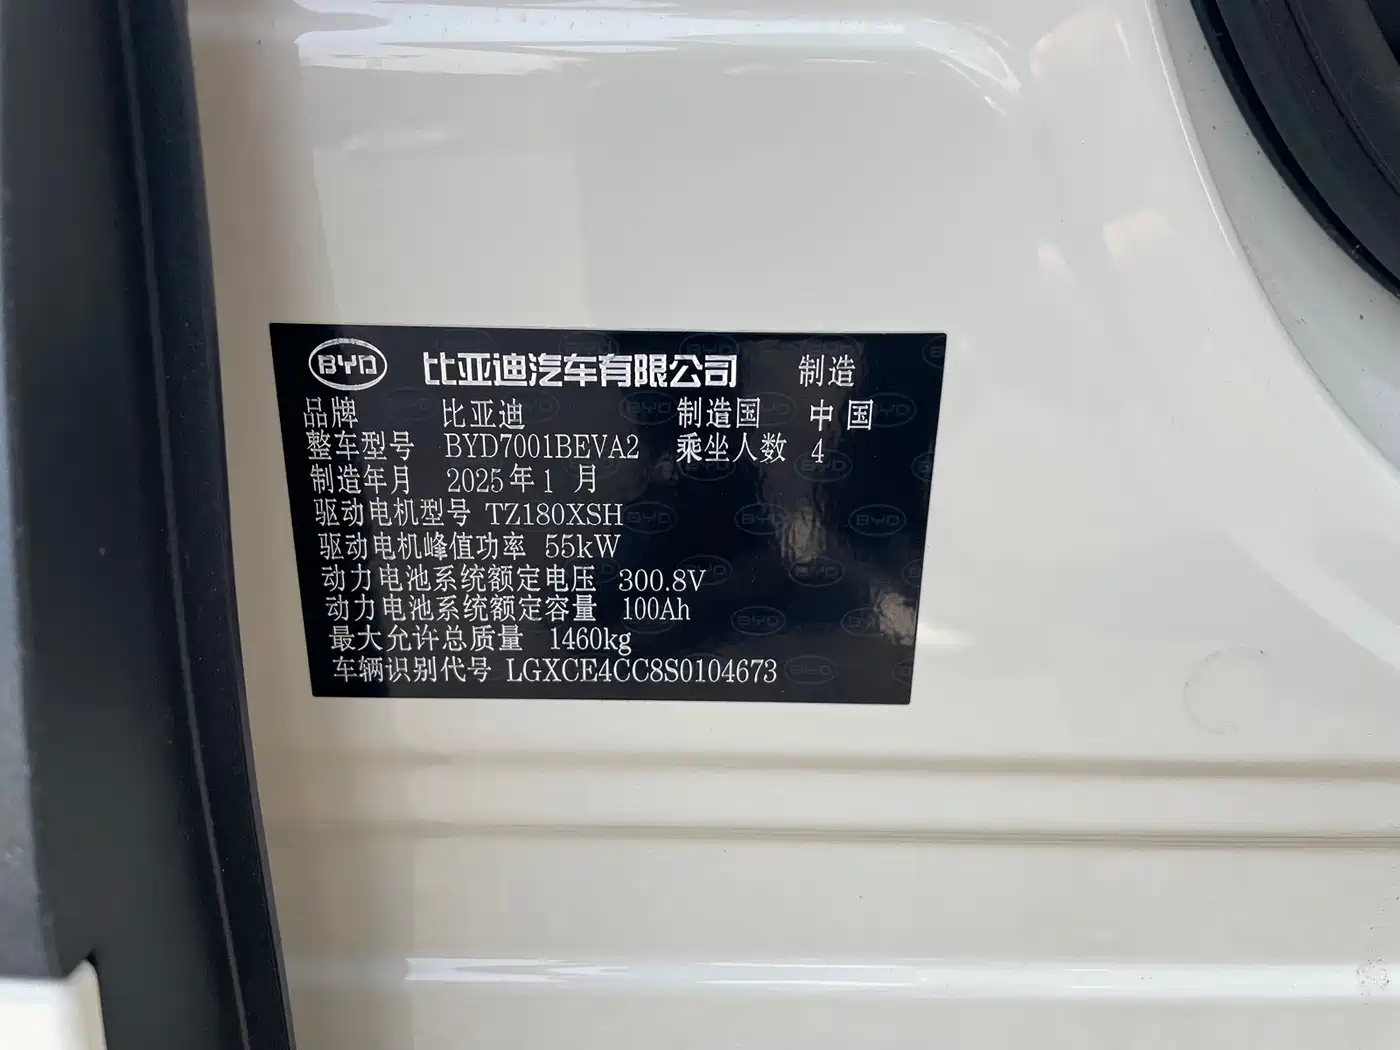 BYD 比亚迪汽车有限公司 制造
品牌 比亚迪 制造国 中国
整车型号 BYD7001BEVA2 乘坐人数 4
制造年月 2025年1月
驱动电机型号 TZ180XSH
驱动电机峰值功率 55kW
动力电池系统额定电压 300.8V
动力电池系统额定容量 100Ah
最大允许总质量 1460kg
车辆识别代号 LGXCE4CC8S0104673